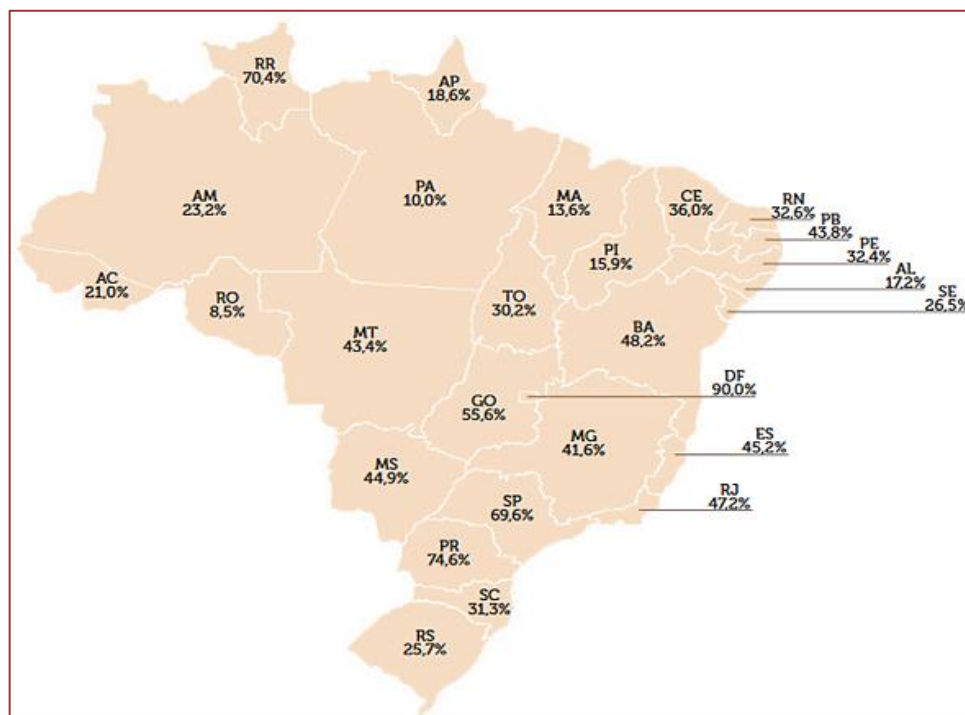 RR
70,4%
AP
18,6%
AM
23,2%
PA
10,0%
MA
13,6%
CE
36,0%
RN
32,6%
PB
43,8%
PE
32,4%
PI
15,9%
AL
17,2%
SE
26,5%
AC
21,0%
RO
8,5%
TO
30,2%
MT
43,4%
BA
48,2%
DF
90,0%
GO
55,6%
MG
41,6%
ES
45,2%
MS
44,9%
SP
69,6%
RJ
47,2%
PR
74,6%
SC
31,3%
RS
25,7%